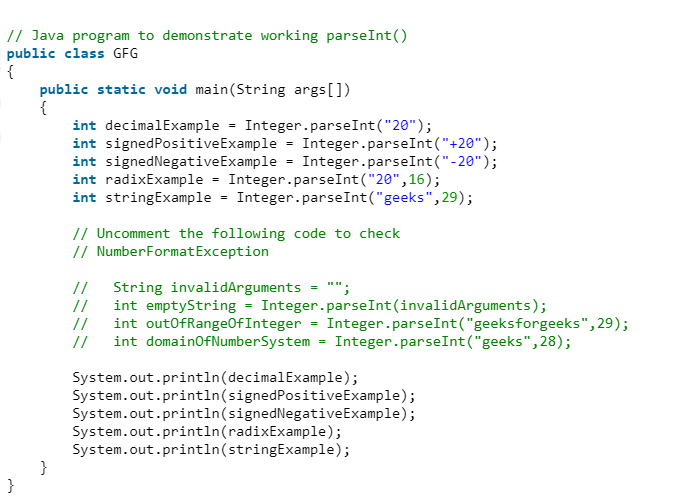 // Java program to demonstrate working parseInt()
public class GFG
{
    public static void main(String args[])
    {
        int decimalExample = Integer.parseInt("20");
        int signedPositiveExample = Integer.parseInt("+20");
        int signedNegativeExample = Integer.parseInt("-20");
        int radixExample = Integer.parseInt("20",16);
        int stringExample = Integer.parseInt("geeks",29);

        // Uncomment the following code to check
        // NumberFormatException

        //   String invalidArguments = "";
        //   int emptyString = Integer.parseInt(invalidArguments);
        //   int outOfRangeOfInteger = Integer.parseInt("geeksforgeeks",29);
        //   int domainOfNumberSystem = Integer.parseInt("geeks",28);

        System.out.println(decimalExample);
        System.out.println(signedPositiveExample);
        System.out.println(signedNegativeExample);
        System.out.println(radixExample);
        System.out.println(stringExample);
    }
}